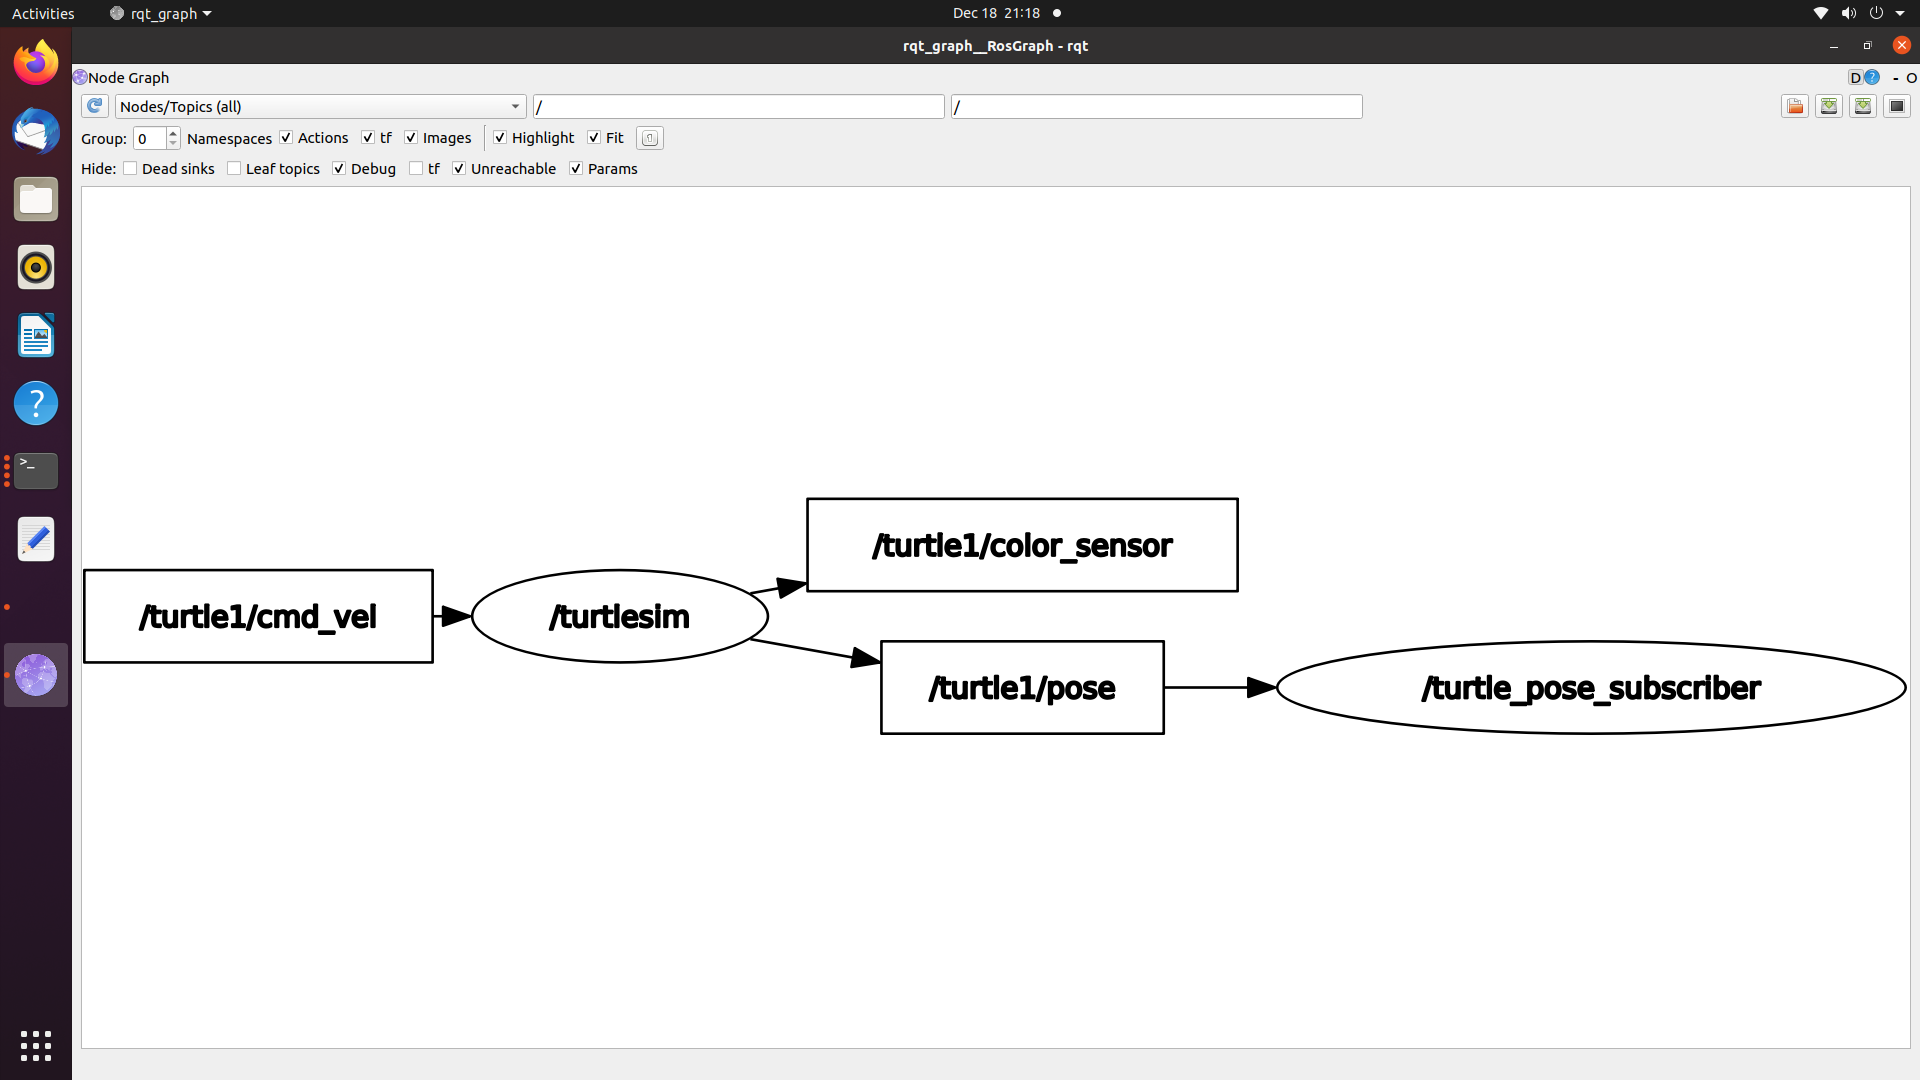 Activities rqt_graph Dec 18 21:18
rqt_graph__RosGraph - rqt
Node Graph D ? - O
Nodes/Topics (all) / /
Group: 0 Namespaces Actions tf Images Highlight Fit
Hide: Dead sinks Leaf topics Debug tf Unreachable Params
/turtle1/color_sensor
/turtle1/cmd_vel /turtlesim
/turtle1/pose /turtle_pose_subscriber